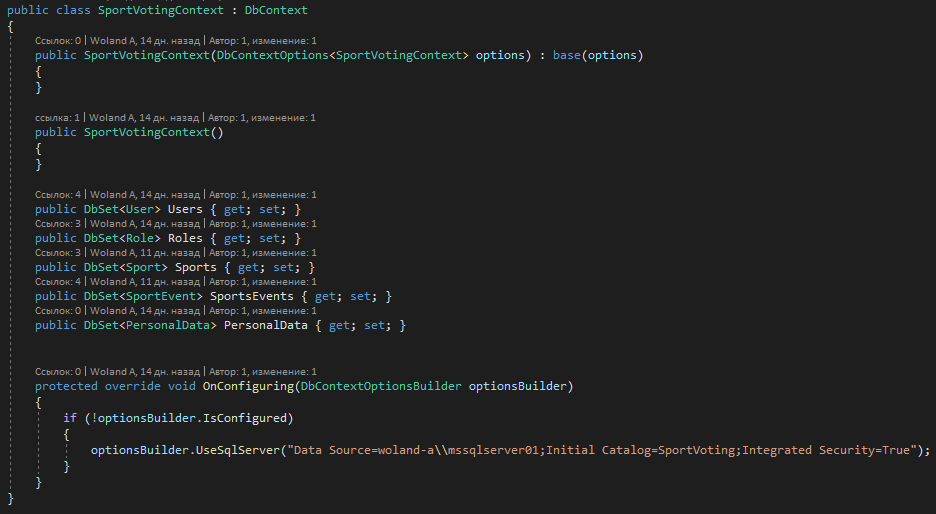 public class SportVotingContext : DbContext
{
Ссылок: 0 | Woland A, 14 дн. назад | Автор: 1, изменение: 1
public SportVotingContext(DbContextOptions<SportVotingContext> options) : base(options)
{
}
ссылка: 1 | Woland A, 14 дн. назад | Автор: 1, изменение: 1
public SportVotingContext()
{
}
Ссылок: 4 | Woland A, 14 дн. назад | Автор: 1, изменение: 1
public DbSet<User> Users { get; set; }
Ссылок: 3 | Woland A, 14 дн. назад | Автор: 1, изменение: 1
public DbSet<Role> Roles { get; set; }
Ссылок: 3 | Woland A, 11 дн. назад | Автор: 1, изменение: 1
public DbSet<Sport> Sports { get; set; }
Ссылок: 4 | Woland A, 11 дн. назад | Автор: 1, изменение: 1
public DbSet<SportEvent> SportsEvents { get; set; }
Ссылок: 0 | Woland A, 14 дн. назад | Автор: 1, изменение: 1
public DbSet<PersonalData> PersonalData { get; set; }
Ссылок: 0 | Woland A, 14 дн. назад | Автор: 1, изменение: 1
protected override void OnConfiguring(DbContextOptionsBuilder optionsBuilder)
{
if (!optionsBuilder.IsConfigured)
{
optionsBuilder.UseSqlServer("Data Source=woland-a\\mssqlserver01;Initial Catalog=SportVoting;Integrated Security=True");
}
}
}